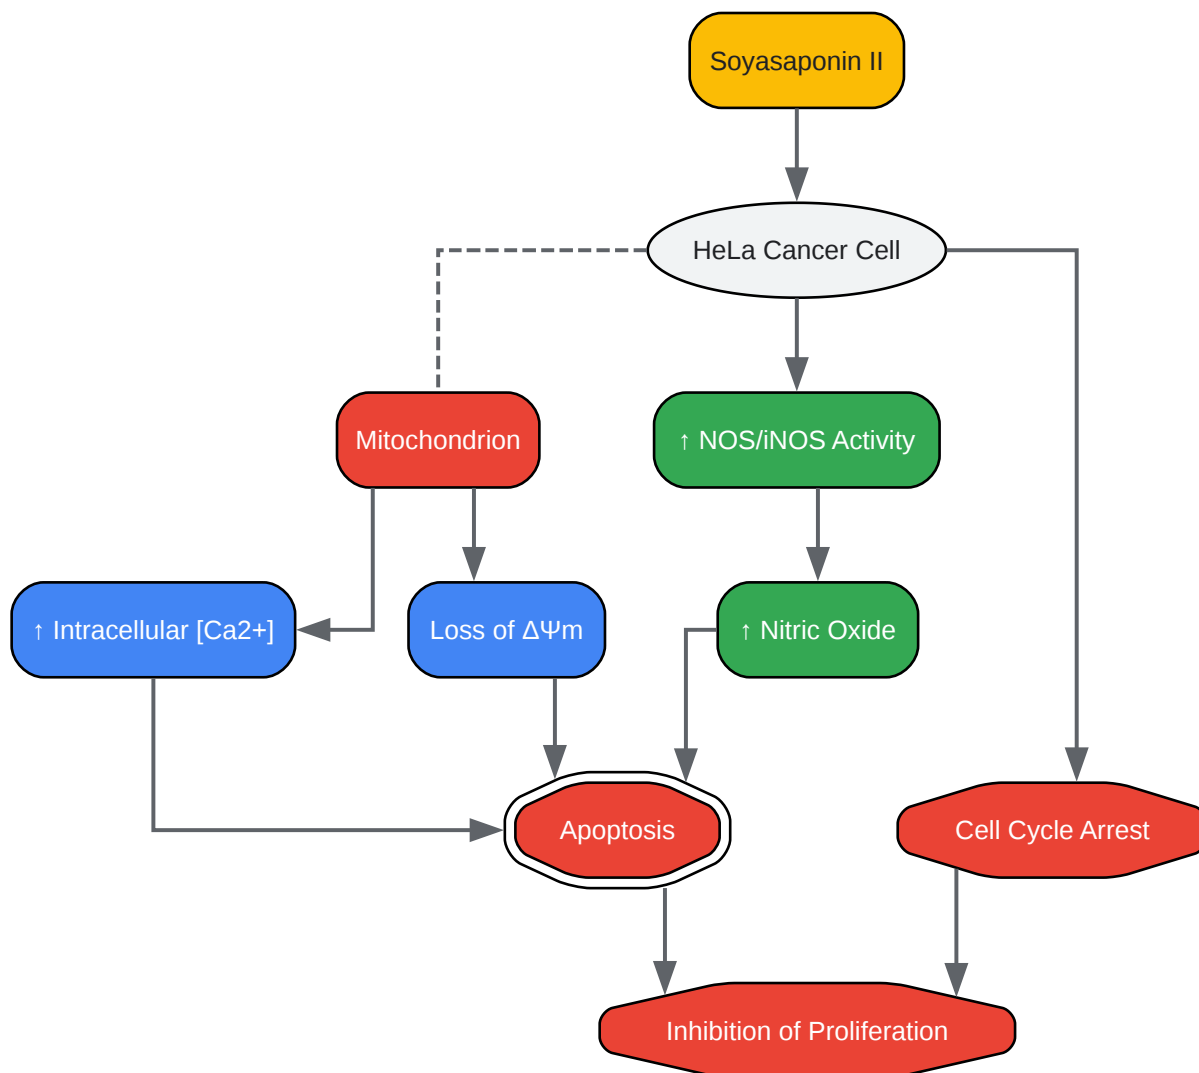 Soyasaponin II
HeLa Cancer Cell
Mitochondrion
↑ NOS/iNOS Activity
↑ Intracellular [Ca2+]
Loss of ΔΨm
↑ Nitric Oxide
Apoptosis
Cell Cycle Arrest
Inhibition of Proliferation